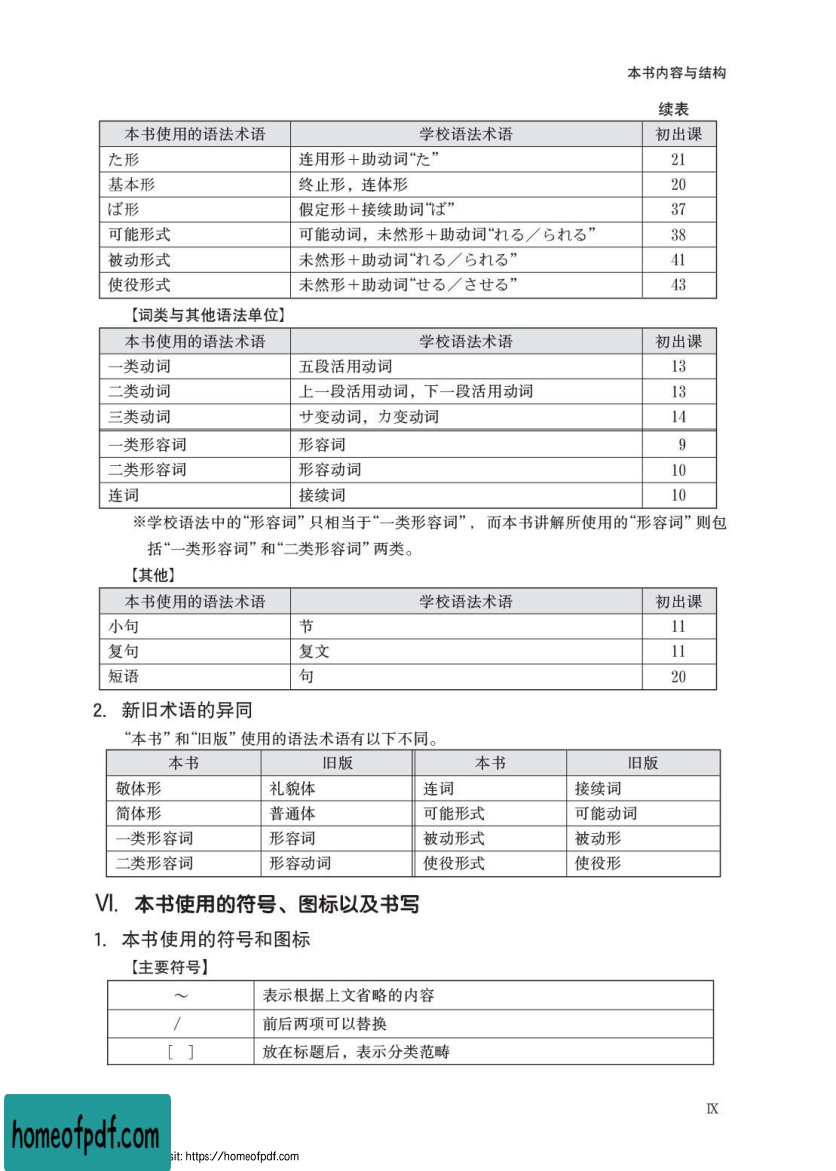 本书内容与结构
续表
本书使用的语法术语 学校语法术语 初出课
た形 连用形＋助动词“た” 21
基本形 终止形，连体形 20
ば形 假定形＋接续助词“ば” 37
可能形式 可能动词，未然形＋助动词“れる／られる” 38
被动形式 未然形＋助动词“れる／られる” 41
使役形式 未然形＋助动词“せる／させる” 43
【词类与其他语法单位】
本书使用的语法术语 学校语法术语 初出课
一类动词 五段活用动词 13
二类动词 上一段活用动词，下一段活用动词 13
三类动词 サ变动词，カ变动词 14
一类形容词 形容词 9
二类形容词 形容动词 10
连词 接续词 10
※学校语法中的“形容词”只相当于“一类形容词”，而本书讲解所使用的“形容词”则包
括“一类形容词”和“二类形容词”两类。
【其他】
本书使用的语法术语 学校语法术语 初出课
小句 节 11
复句 复文 11
短语 句 20
2. 新旧术语的异同
“本书”和“旧版”使用的语法术语有以下不同。
本书 旧版 本书 旧版
敬体形 礼貌体 连词 接续词
简体形 普通体 可能形式 可能动词
一类形容词 形容词 被动形式 被动形
二类形容词 形容动词 使役形式 使役形
Ⅵ. 本书使用的符号、图标以及书写
1. 本书使用的符号和图标
【主要符号】
～ 表示根据上文省略的内容
/ 前后两项可以替换
[ ] 放在标题后，表示分类范畴
Ⅸ
homeofpdf.com
sit: https://homeofpdf.com